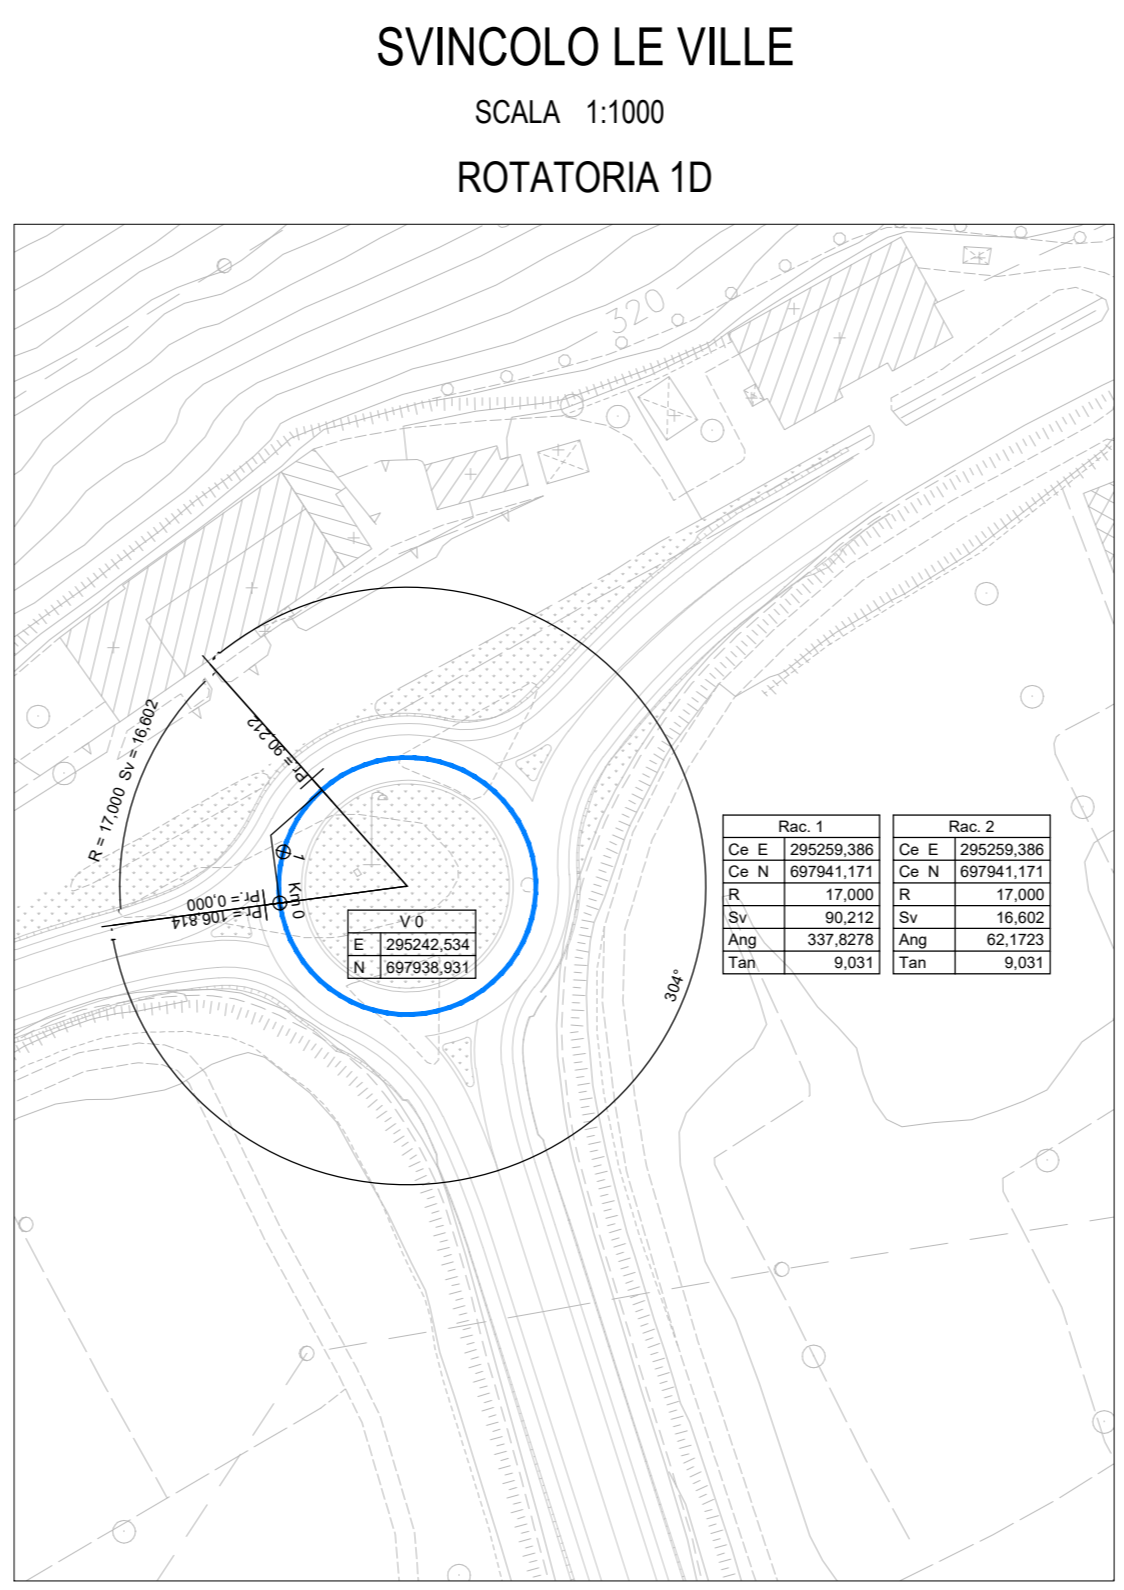 SVINCOLO LE VILLE
SCALA 1:1000
ROTATORIA 1D
320
R = 17,000 Sv = 16,602
Pr.= 90,212
1
Km 0
Pr.= 0,000
Pr.= 106,814
V 0
E 295242,534
N 697938,931
304°
Rac. 1
Ce E 295259,386
Ce N 697941,171
R 17,000
Sv 90,212
Ang 337,8278
Tan 9,031
Rac. 2
Ce E 295259,386
Ce N 697941,171
R 17,000
Sv 16,602
Ang 62,1723
Tan 9,031